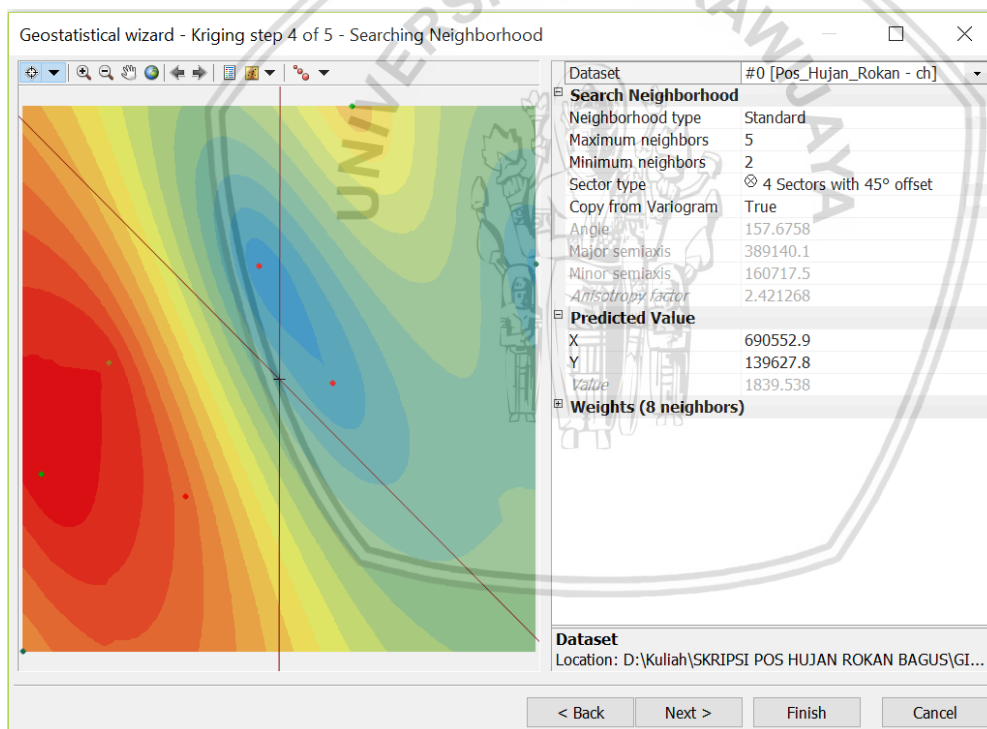 Geostatistical wizard - Kriging step 4 of 5 - Searching Neighborhood
Dataset #0 [Pos_Hujan_Rokan - ch]
Search Neighborhood
Neighborhood type Standard
Maximum neighbors 5
Minimum neighbors 2
Sector type 4 Sectors with 45° offset
Copy from Variogram True
Angle 157.6758
Major semiaxis 389140.1
Minor semiaxis 160717.5
Anisotropy factor 2.421268
Predicted Value
X 690552.9
Y 139627.8
Value 1839.538
Weights (8 neighbors)
Dataset
Location: D:\Kuliah\SKRIPSI POS HUJAN ROKAN BAGUS\GI...
< Back Next > Finish Cancel